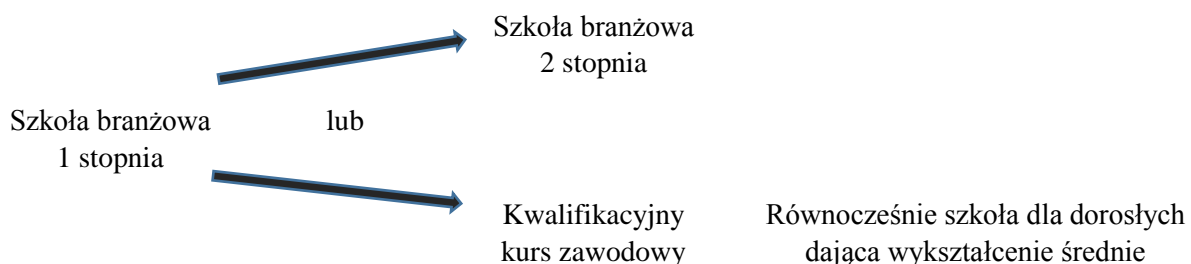 Szkoła branżowa
2 stopnia
Szkoła branżowa
1 stopnia
lub
Kwalifikacyjny
kurs zawodowy
Równocześnie szkoła dla dorosłych
dająca wykształcenie średnie